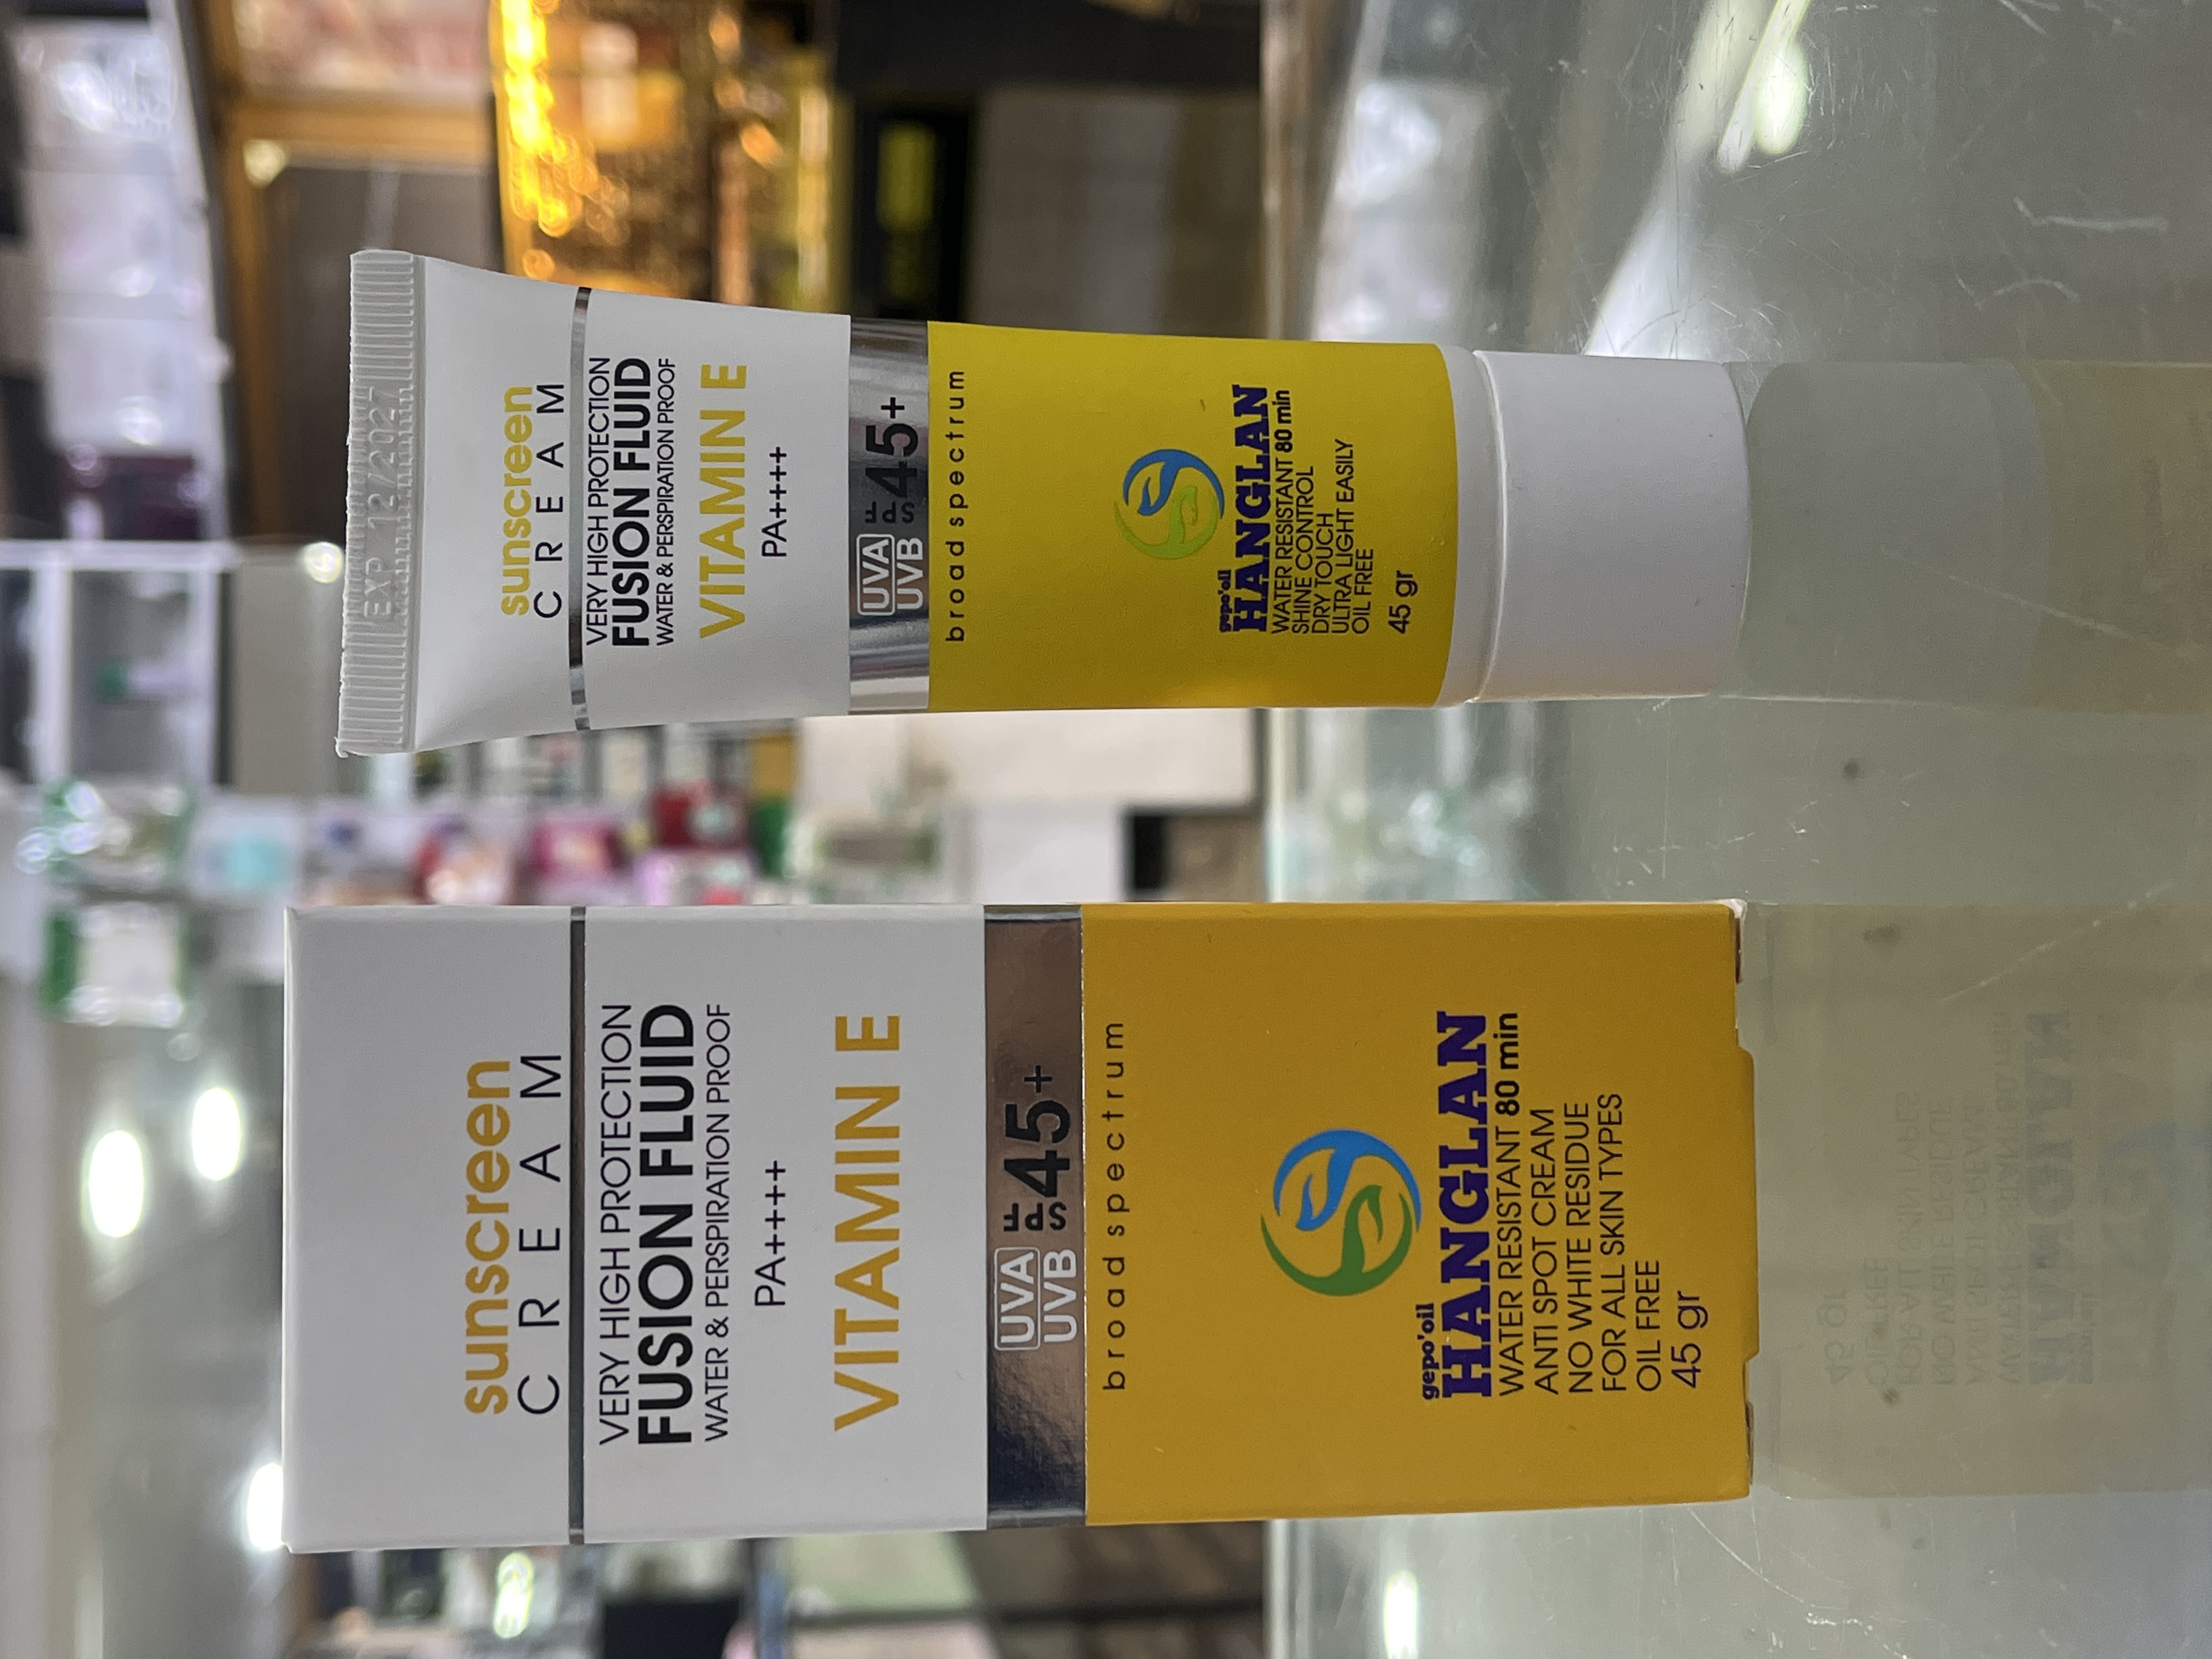 EXP 12/2027
sunscreen
CREAM
VERY HIGH PROTECTION
FUSION FLUID
WATER & PERSPIRATION PROOF
VITAMIN E
PA++++
UVA
UVB
spf 45+
broad spectrum
gepo'oil
HANGLAN
WATER RESISTANT 80 min
SHINE CONTROL
DRY TOUCH
ULTRA LIGHT EASILY
OIL FREE
45 gr
sunscreen
CREAM
VERY HIGH PROTECTION
FUSION FLUID
WATER & PERSPIRATION PROOF
PA++++
VITAMIN E
UVA
UVB
spf 45+
broad spectrum
gepo'oil
HANGLAN
WATER RESISTANT 80 min
ANTI SPOT CREAM
NO WHITE RESIDUE
FOR ALL SKIN TYPES
OIL FREE
45 gr